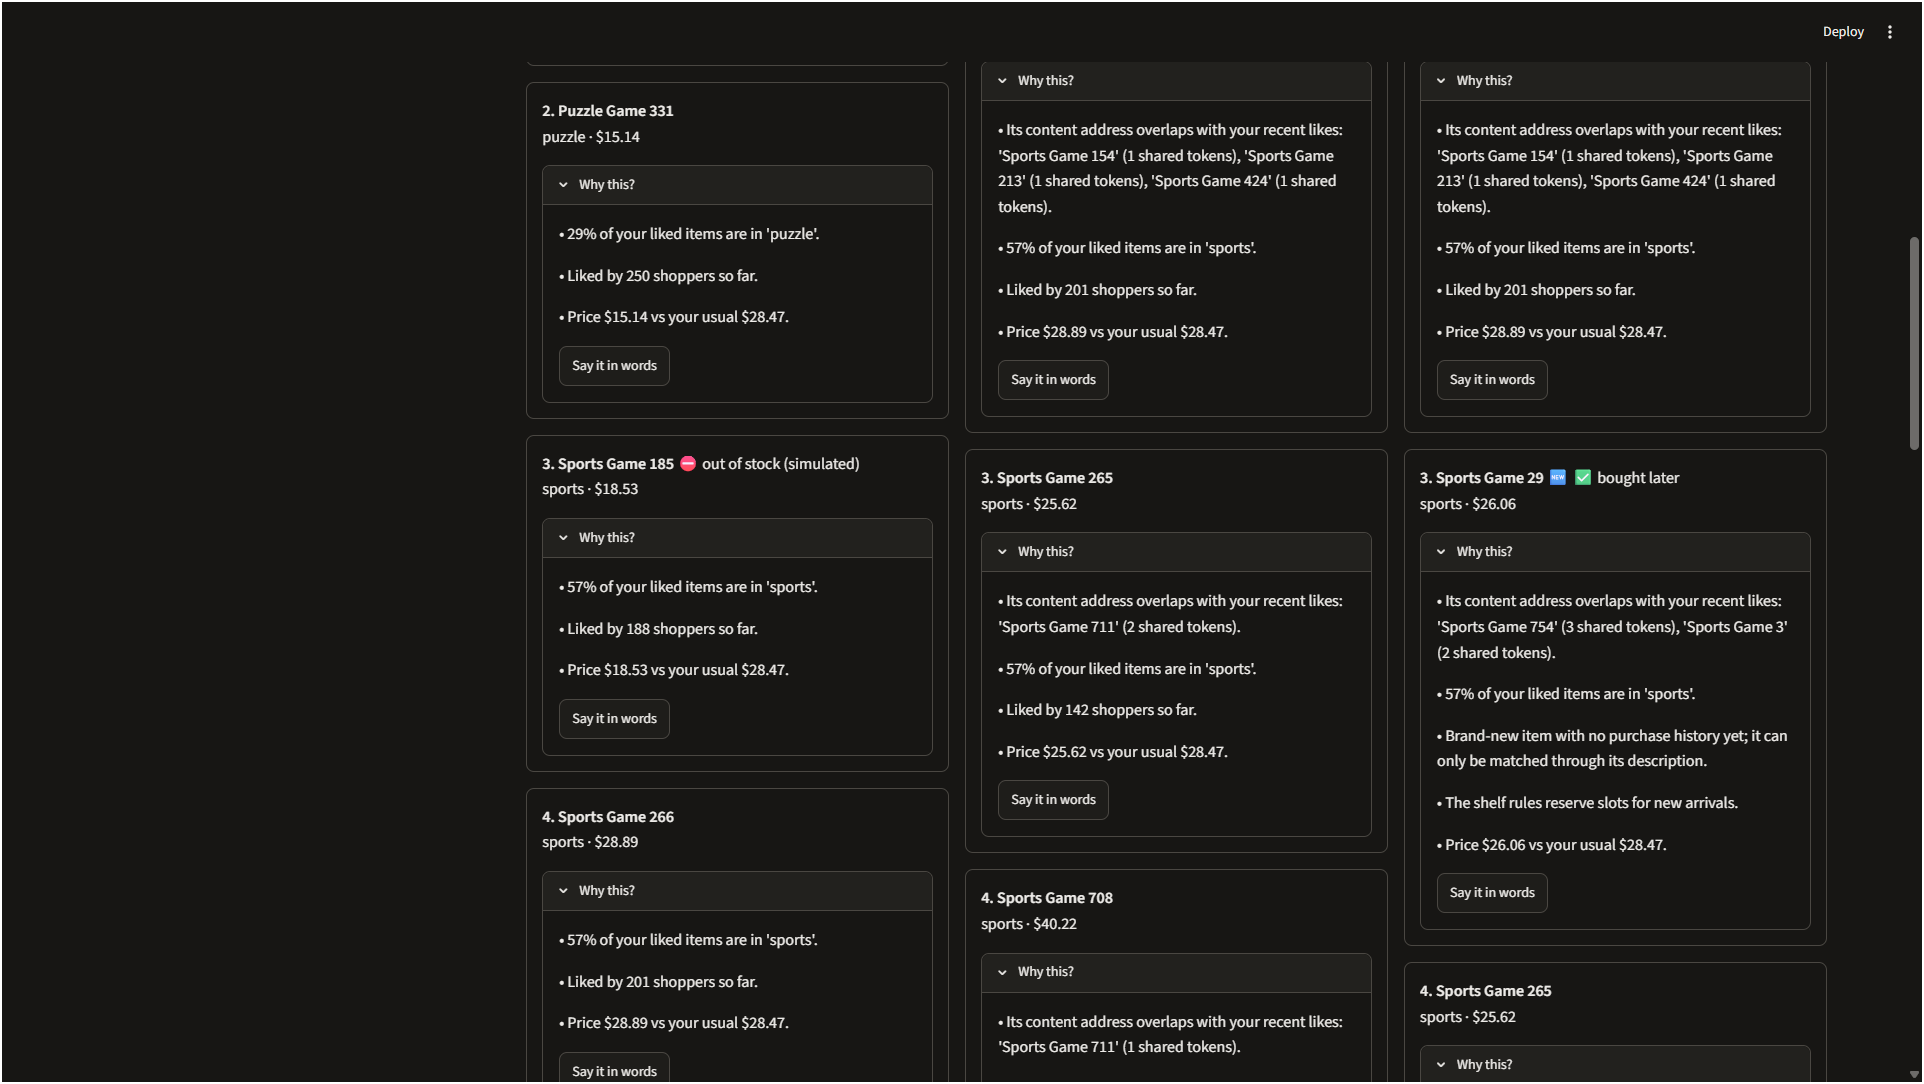 Deploy
2. Puzzle Game 331
puzzle · $15.14
Why this?
• 29% of your liked items are in 'puzzle'.
• Liked by 250 shoppers so far.
• Price $15.14 vs your usual $28.47.
Say it in words
3. Sports Game 185 ⛔ out of stock (simulated)
sports · $18.53
Why this?
• 57% of your liked items are in 'sports'.
• Liked by 188 shoppers so far.
• Price $18.53 vs your usual $28.47.
Say it in words
4. Sports Game 266
sports · $28.89
Why this?
• 57% of your liked items are in 'sports'.
• Liked by 201 shoppers so far.
• Price $28.89 vs your usual $28.47.
Say it in words
Why this?
• Its content address overlaps with your recent likes:
'Sports Game 154' (1 shared tokens), 'Sports Game
213' (1 shared tokens), 'Sports Game 424' (1 shared
tokens).
• 57% of your liked items are in 'sports'.
• Liked by 201 shoppers so far.
• Price $28.89 vs your usual $28.47.
Say it in words
3. Sports Game 265
sports · $25.62
Why this?
• Its content address overlaps with your recent likes:
'Sports Game 711' (2 shared tokens).
• 57% of your liked items are in 'sports'.
• Liked by 142 shoppers so far.
• Price $25.62 vs your usual $28.47.
Say it in words
4. Sports Game 708
sports · $40.22
Why this?
• Its content address overlaps with your recent likes:
'Sports Game 711' (1 shared tokens).
Why this?
• Its content address overlaps with your recent likes:
'Sports Game 154' (1 shared tokens), 'Sports Game
213' (1 shared tokens), 'Sports Game 424' (1 shared
tokens).
• 57% of your liked items are in 'sports'.
• Liked by 201 shoppers so far.
• Price $28.89 vs your usual $28.47.
Say it in words
3. Sports Game 29 🆕 ✅ bought later
sports · $26.06
Why this?
• Its content address overlaps with your recent likes:
'Sports Game 754' (3 shared tokens), 'Sports Game 3'
(2 shared tokens).
• 57% of your liked items are in 'sports'.
• Brand-new item with no purchase history yet; it can
only be matched through its description.
• The shelf rules reserve slots for new arrivals.
• Price $26.06 vs your usual $28.47.
Say it in words
4. Sports Game 265
sports · $25.62
Why this?